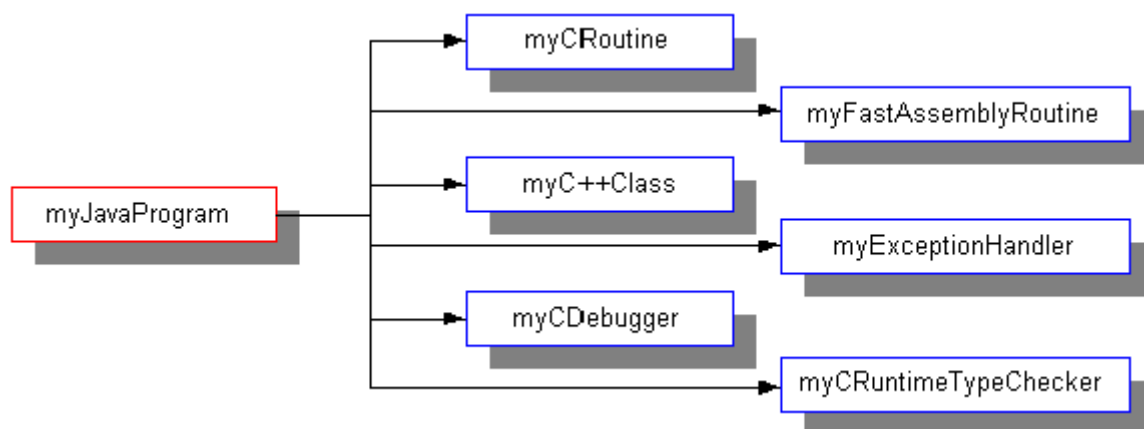 myCRoutine
myFastAssemblyRoutine
myC++Class
myJavaProgram
myExceptionHandler
myCDebugger
myCRuntimeTypeChecker